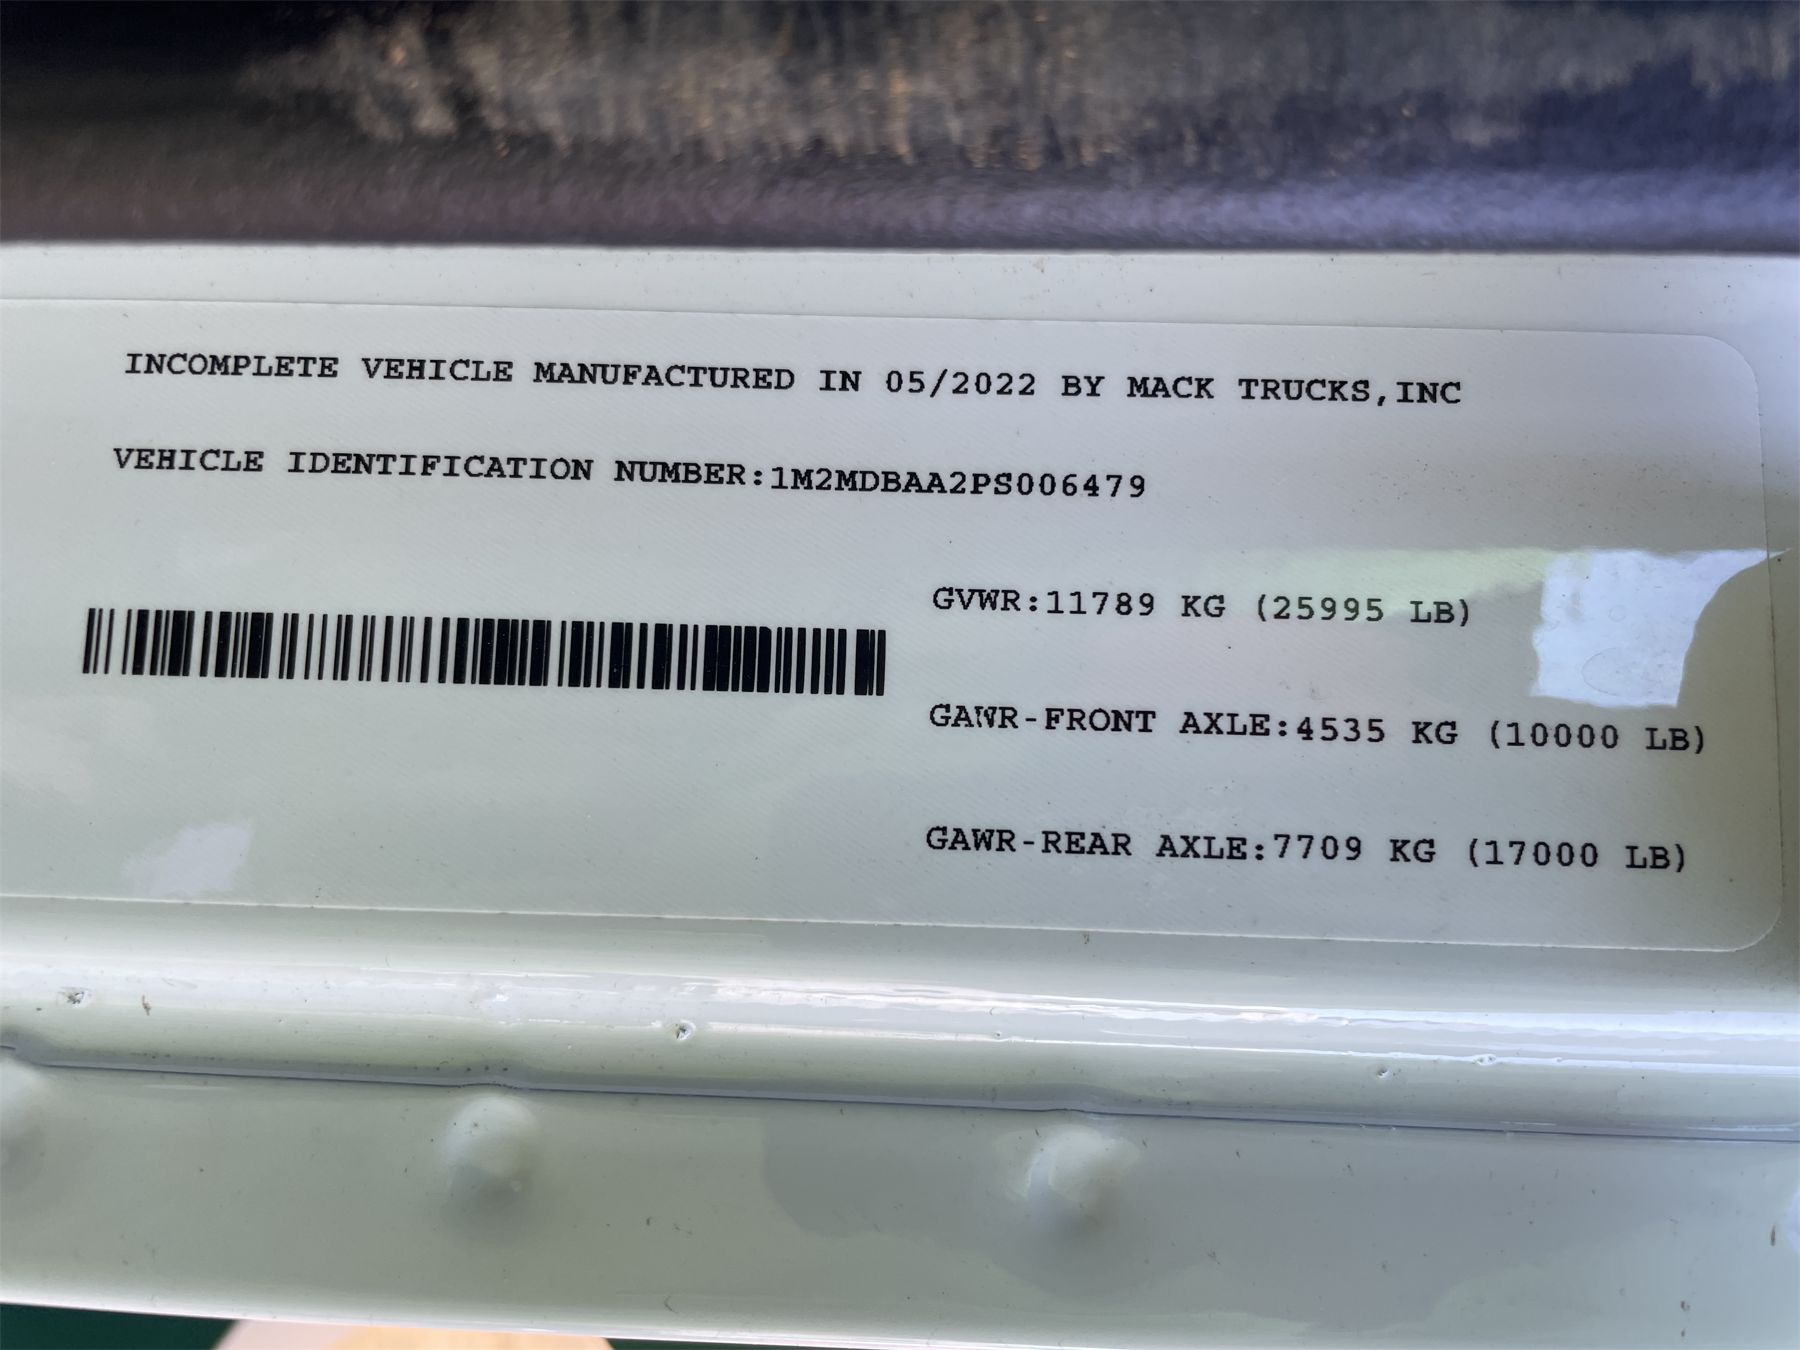 INCOMPLETE VEHICLE MANUFACTURED IN 05/2022 BY MACK TRUCKS,INC
VEHICLE IDENTIFICATION NUMBER:1M2MDBAA2PS006479
GVWR:11789 KG (25995 LB)
GAWR-FRONT AXLE:4535 KG (10000 LB)
GAWR-REAR AXLE:7709 KG (17000 LB)